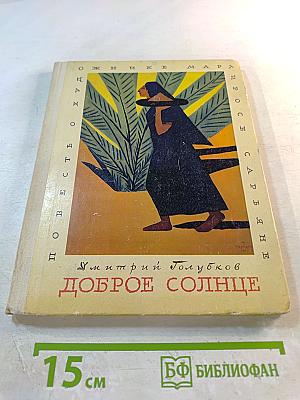 ПОВЕСТЬ О ХУДОЖНИКЕ МАРТИРОСЕ САРЬЯНЕ
Дмитрий Голубков
ДОБРОЕ СОЛНЦЕ
15 см
БФ БИБЛИОФАН